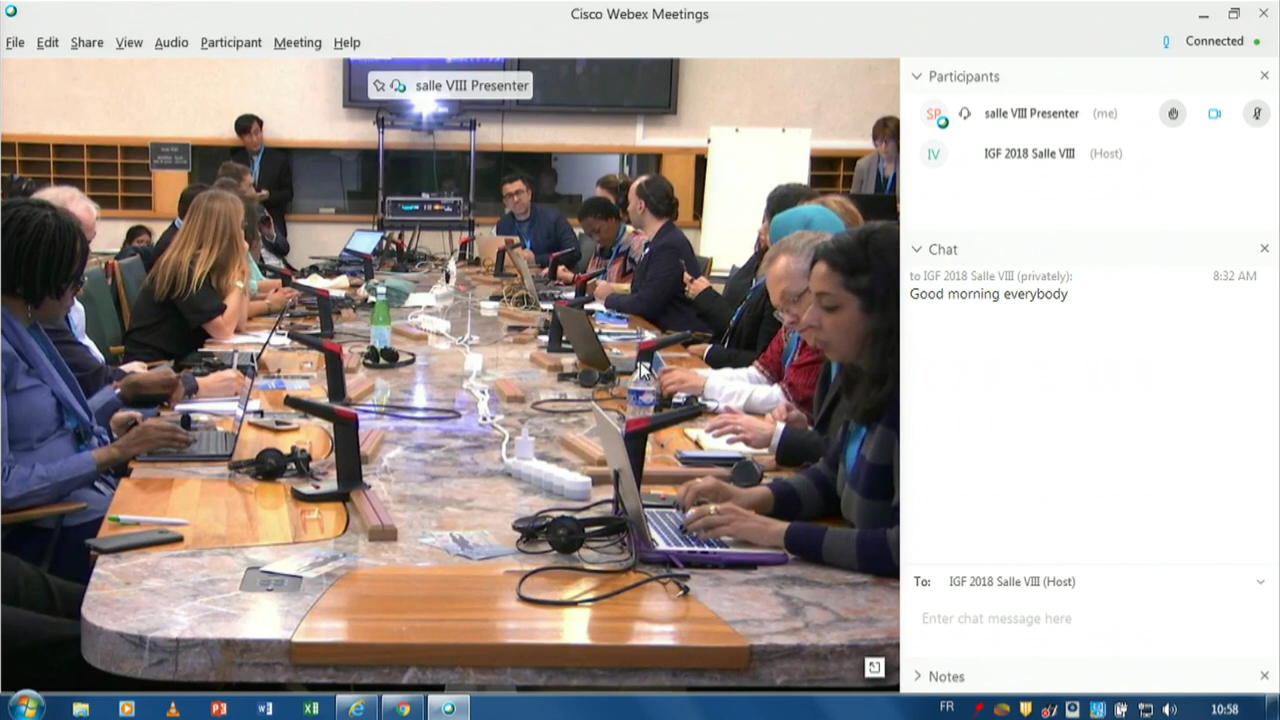 Cisco Webex Meetings
File Edit Share View Audio Participant Meeting Help
Connected
salle VIII Presenter
Participants
SP salle VIII Presenter (me)
IV IGF 2018 Salle VIII (Host)
Chat
to IGF 2018 Salle VIII (privately): 8:32 AM
Good morning everybody
To: IGF 2018 Salle VIII (Host)
Enter chat message here
Notes
FR 10:58